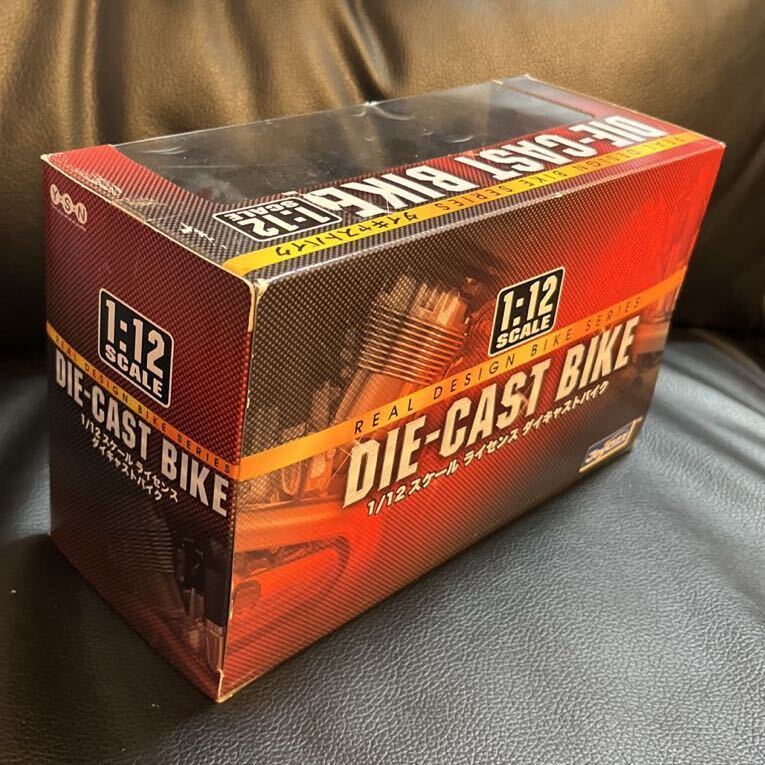 DIE-CAST BIKE
REAL DESIGN BIKE SERIES
1:12
SCALE
ダイキャストバイク
Y・S・N
1:12
SCALE
REAL DESIGN BIKE SERIES
DIE-CAST BIKE
1/12 スケール ライセンス
ダイキャストバイク
1:12
SCALE
REAL DESIGN BIKE SERIES
DIE-CAST BIKE
1/12 スケール ライセンス ダイキャストバイク